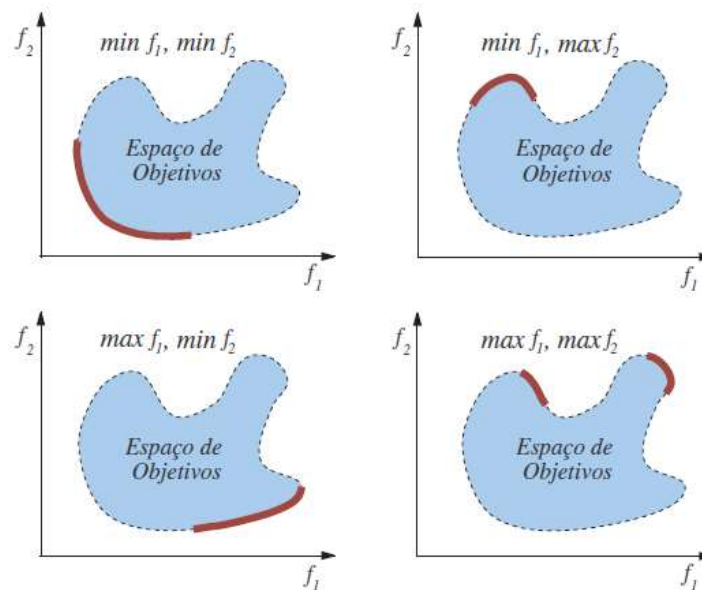 f2
min f1, min f2
Espaço de
Objetivos
f1
f2
min f1, max f2
Espaço de
Objetivos
f1
f2
max f1, min f2
Espaço de
Objetivos
f1
f2
max f1, max f2
Espaço de
Objetivos
f1